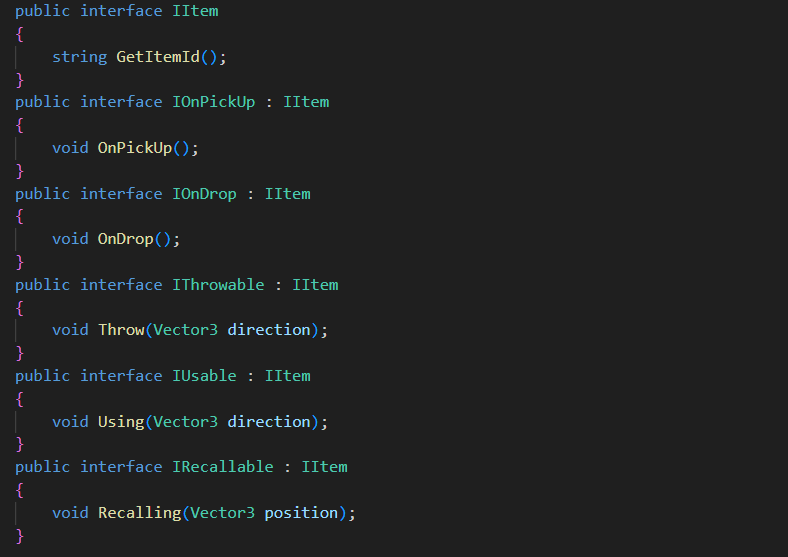 public interface IItem
{
    string GetItemId();
}
public interface IOnPickUp : IItem
{
    void OnPickUp();
}
public interface IOnDrop : IItem
{
    void OnDrop();
}
public interface IThrowable : IItem
{
    void Throw(Vector3 direction);
}
public interface IUsable : IItem
{
    void Using(Vector3 direction);
}
public interface IRecallable : IItem
{
    void Recalling(Vector3 position);
}